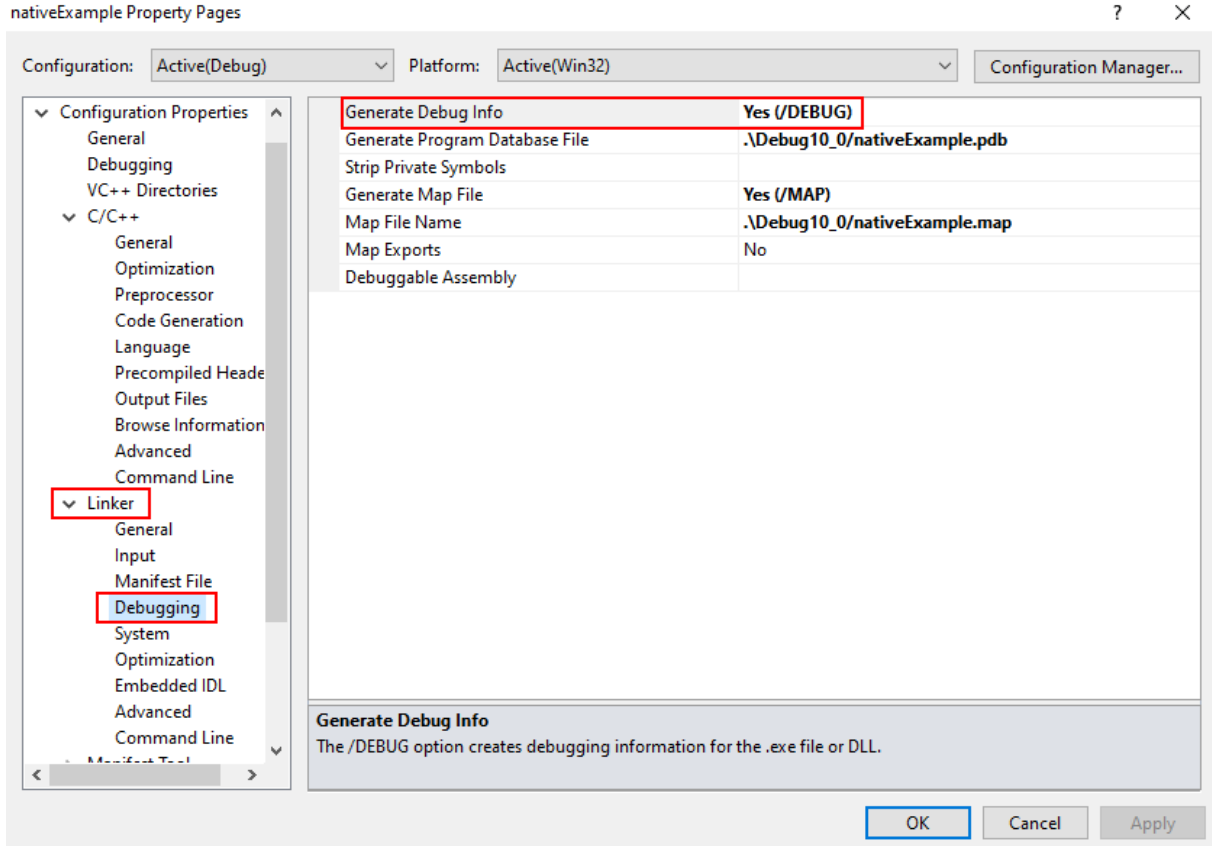 nativeExample Property Pages ? ✕
Configuration: Active(Debug) Platform: Active(Win32) Configuration Manager...
Configuration Properties
General
Debugging
VC++ Directories
C/C++
General
Optimization
Preprocessor
Code Generation
Language
Precompiled Heade
Output Files
Browse Information
Advanced
Command Line
Linker
General
Input
Manifest File
Debugging
System
Optimization
Embedded IDL
Advanced
Command Line
Manifest Tool
Generate Debug Info Yes (/DEBUG)
Generate Program Database File .\Debug10_0/nativeExample.pdb
Strip Private Symbols
Generate Map File Yes (/MAP)
Map File Name .\Debug10_0/nativeExample.map
Map Exports No
Debuggable Assembly
Generate Debug Info
The /DEBUG option creates debugging information for the .exe file or DLL.
OK Cancel Apply